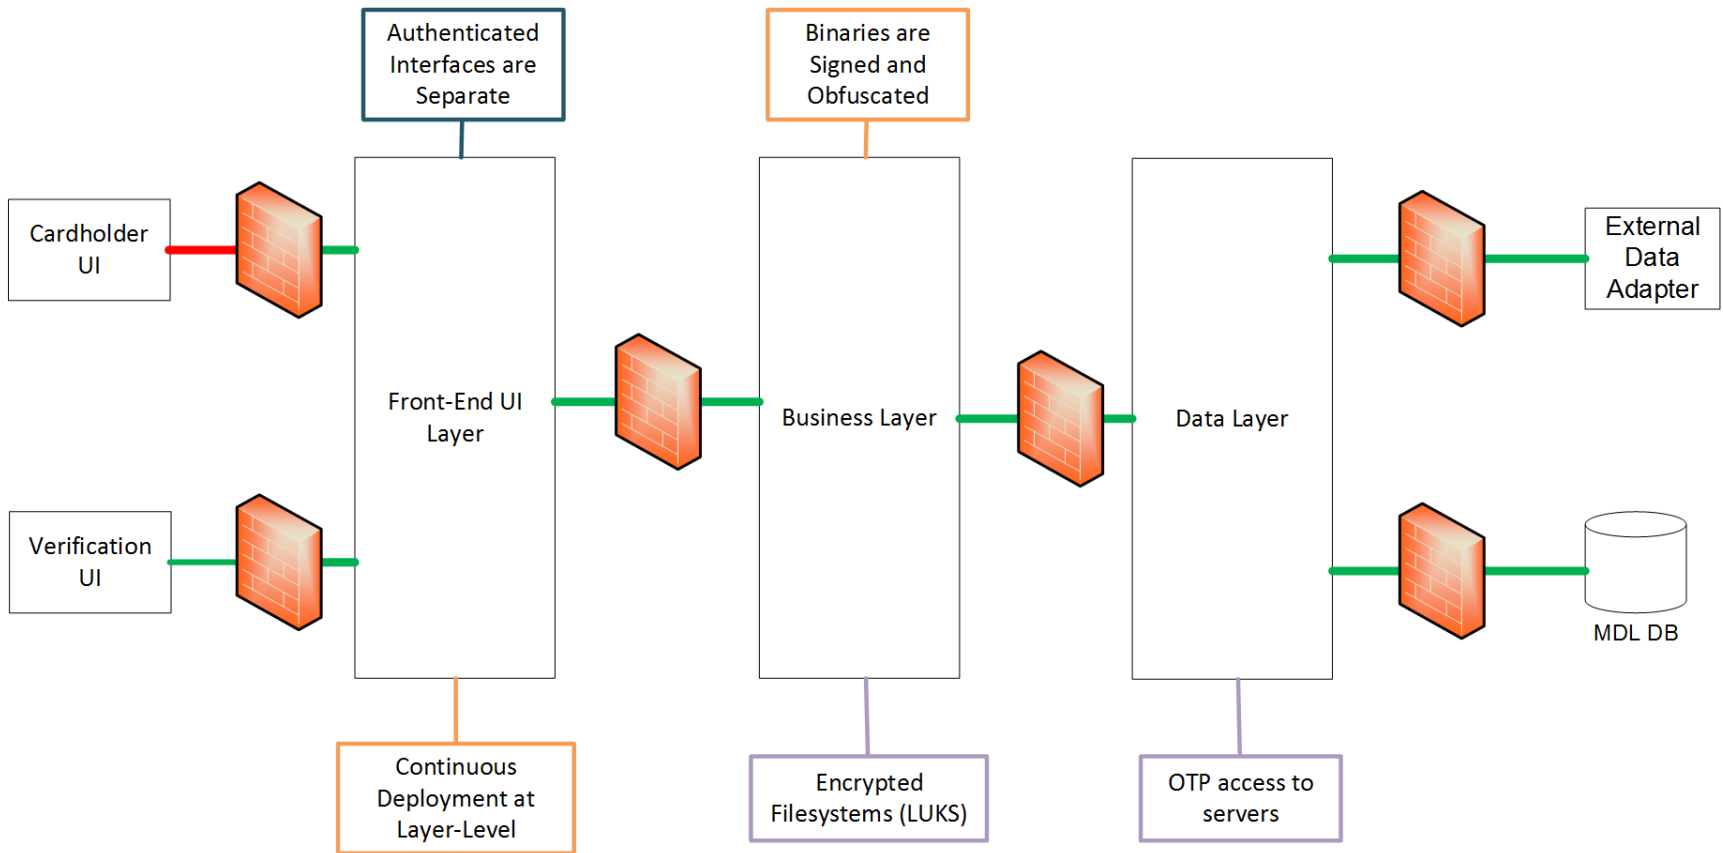 Authenticated
Interfaces are
Separate
Binaries are
Signed and
Obfuscated
Cardholder
UI
External
Data
Adapter
Front-End UI
Layer
Business Layer
Data Layer
Verification
UI
MDL DB
Continuous
Deployment at
Layer-Level
Encrypted
Filesystems (LUKS)
OTP access to
servers